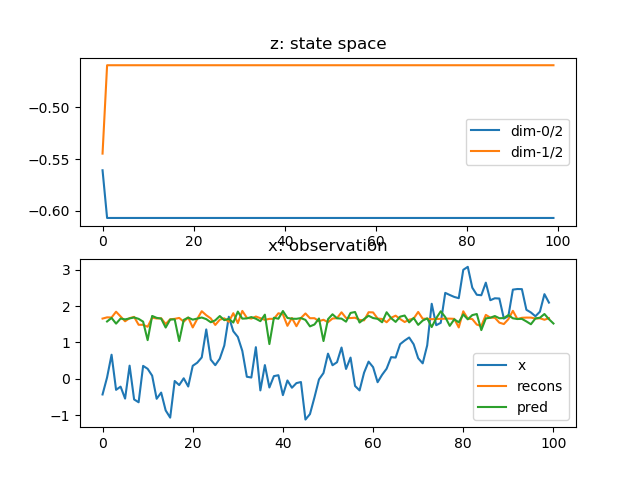 z: state space
−0.50
−0.55
−0.60
dim-0/2
dim-1/2
0 20 40 60 80 100
x: observation
3
2
1
0
−1
x
recons
pred
0 20 40 60 80 100